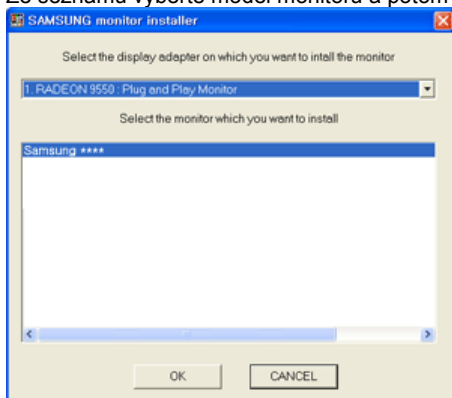 Ze seznamu vyberte model monitoru a potom
SAMSUNG monitor installer
Select the display adapter on which you want to intall the monitor
1. RADEON 9550 : Plug and Play Monitor
Select the monitor which you want to install
Samsung ****
OK
CANCEL